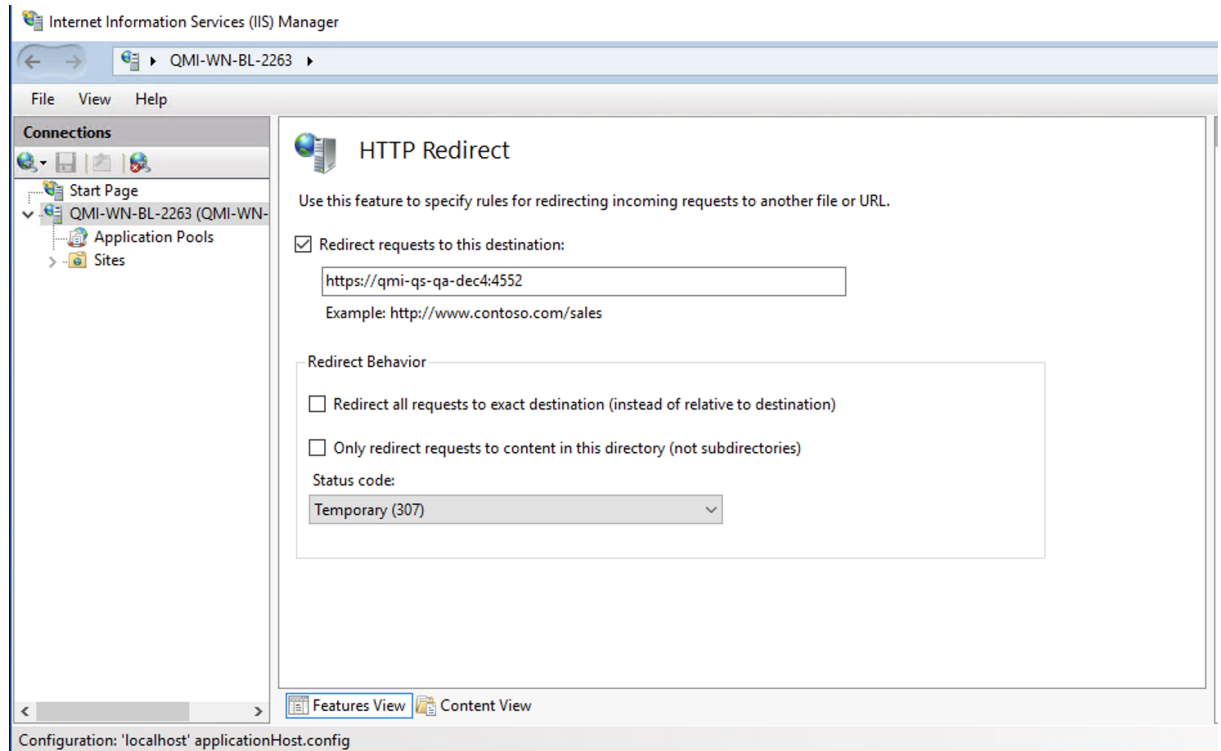 Internet Information Services (IIS) Manager
QMI-WN-BL-2263
File View Help
Connections
Start Page
QMI-WN-BL-2263 (QMI-WN-
Application Pools
Sites
HTTP Redirect
Use this feature to specify rules for redirecting incoming requests to another file or URL.
Redirect requests to this destination:
https://qmi-qs-qa-dec4:4552
Example: http://www.contoso.com/sales
Redirect Behavior
Redirect all requests to exact destination (instead of relative to destination)
Only redirect requests to content in this directory (not subdirectories)
Status code:
Temporary (307)
Features View Content View
Configuration: 'localhost' applicationHost.config